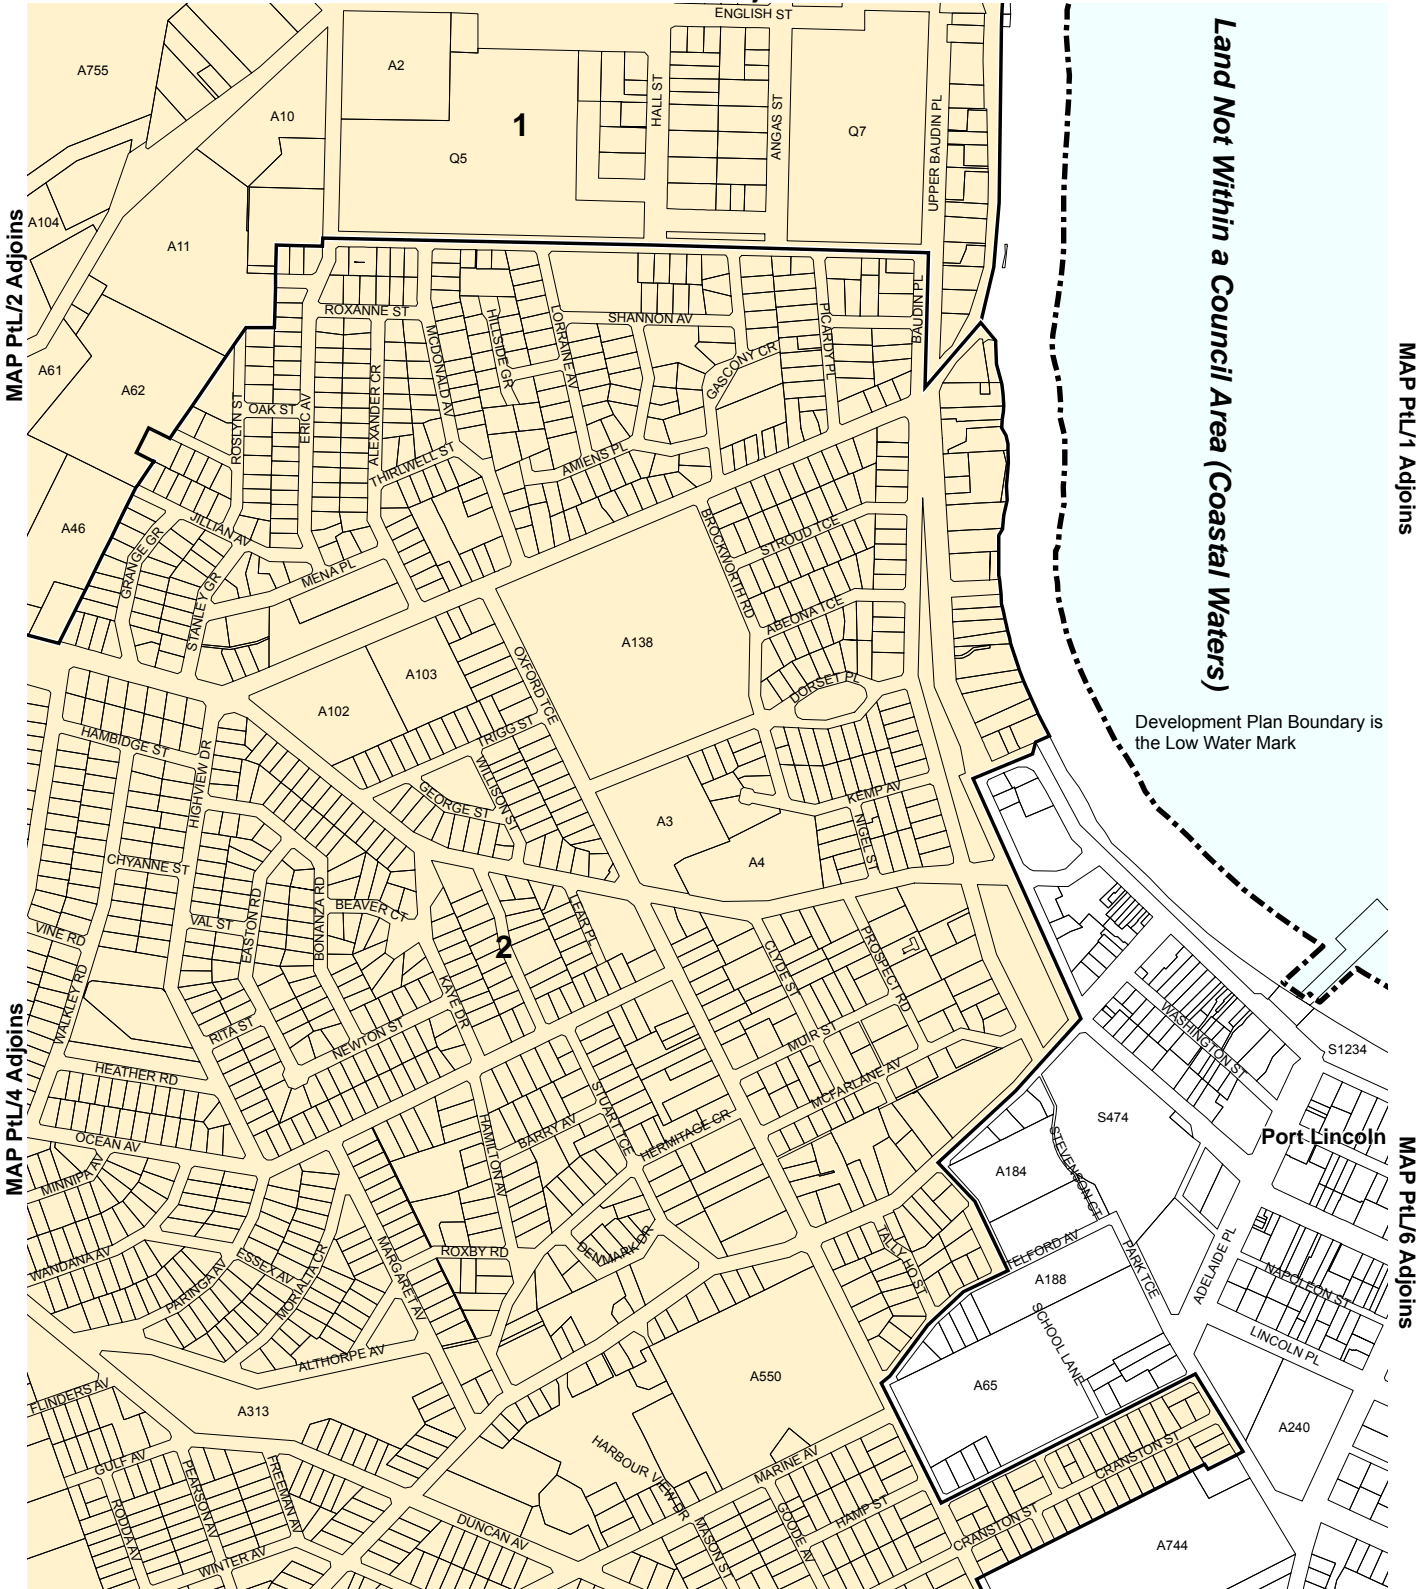 ENGLISH ST
A755
A2
A10
1
HALL ST
ANGAS ST
Q7
UPPER BAUDIN PL
Q5
Land Not Within a Council Area (Coastal Waters)
MAP PtL/2 Adjoins
A104
A11
ROXANNE ST
MCDONALD AV
HILLSIDE GR
LORRAINE AV
SHANNON AV
PICARDY PL
BAUDIN PL
GASCONY CR
A61
A62
OAK ST
ROSLYN ST
ERIC AV
ALEXANDER CR
THIRLWELL ST
AMIENS PL
MAP PtL/1 Adjoins
A46
JILLIAN AV
GRANGE GR
STANLEY GR
MENA PL
BROCKWORTH RD
STROUD TCE
ABEONA TCE
A138
A103
A102
OXFORD TCE
DORSET PL
TRIGG ST
HAMBIDGE ST
HIGHVIEW DR
WILLISON ST
GEORGE ST
Development Plan Boundary is
the Low Water Mark
KEMP AV
NIGEL ST
A3
A4
CHYANNE ST
BEAVER CT
VAL ST
EASTON RD
BONANZA RD
LEAR PL
2
VINE RD
WALKLEY RD
CLYDE ST
PROSPECT RD
KAYE DR
RITA ST
NEWTON ST
MUIR ST
WASHINGTON ST
MAP PtL/4 Adjoins
HEATHER RD
MCFARLANE AV
S1234
STUART TCE
HAMILTON AV
BARRY AV
HERMITAGE CR
S474
Port Lincoln
OCEAN AV
MINNIPA AV
A184
STEVENSON CT
WANDANA AV
ESSEX AV
PARINGA AV
MORIALTA CR
MARGARET AV
ROXBY RD
DENMARK DR
TALLY HO ST
TELFORD AV
PARK TCE
ADELAIDE PL
A188
NAPOLEON ST
MAP PtL/6 Adjoins
SCHOOL LANE
LINCOLN PL
ALTHORPE AV
A550
A65
FLINDERS AV
A313
A240
GULF AV
PEARSON AV
FREEMAN AV
RODDA AV
WINTER AV
DUNCAN AV
HARBOUR VIEW DR
MARINE AV
MASON ST
GOODE AV
HAMP ST
CRANSTON ST
CRANSTON ST
A744